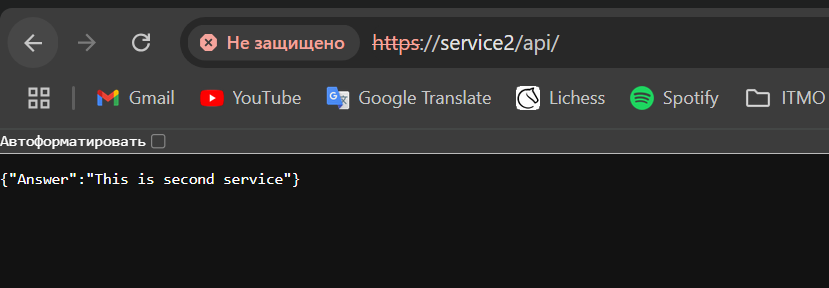 Не защищено https://service2/api/
Gmail YouTube Google Translate Lichess Spotify ITMO
Автоформатировать
{"Answer":"This is second service"}